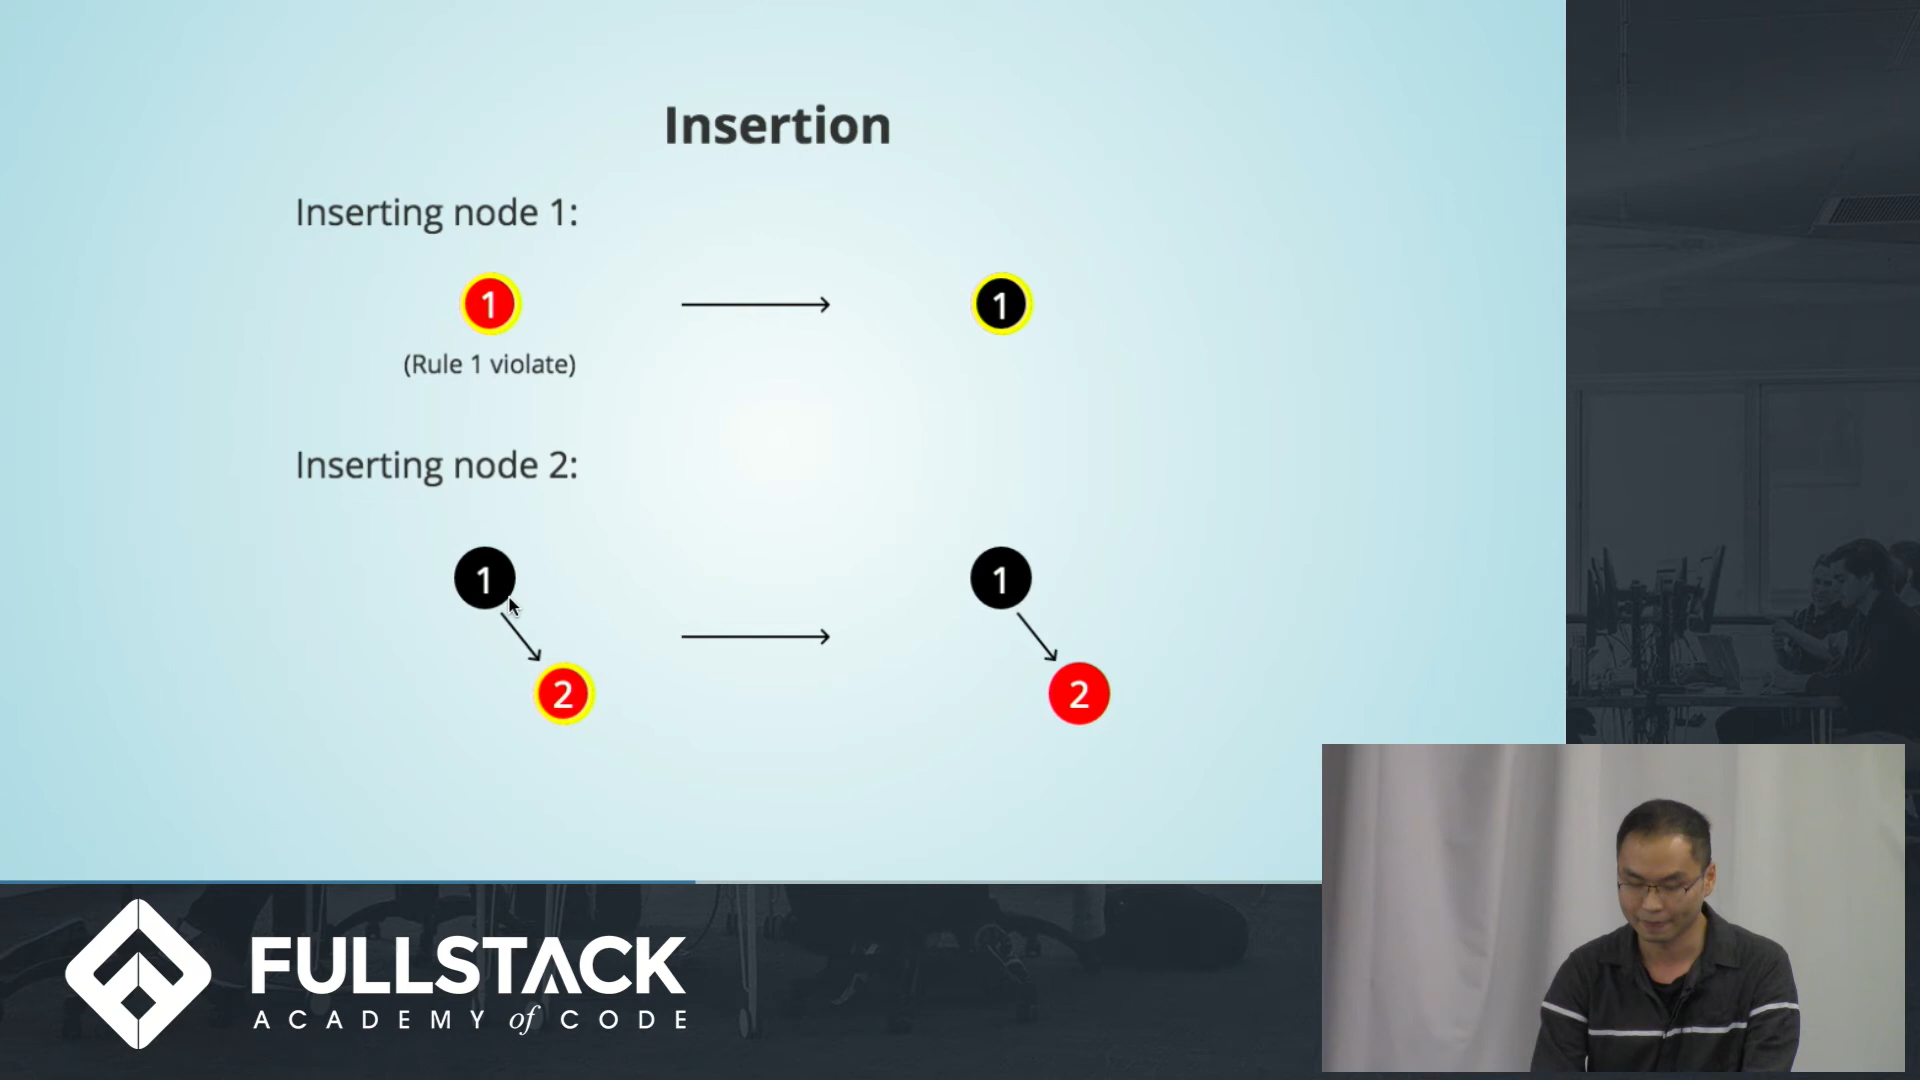 Insertion
Inserting node 1:
1
1
(Rule 1 violate)
Inserting node 2:
1
1
2
2
FULLSTACK
ACADEMY of CODE